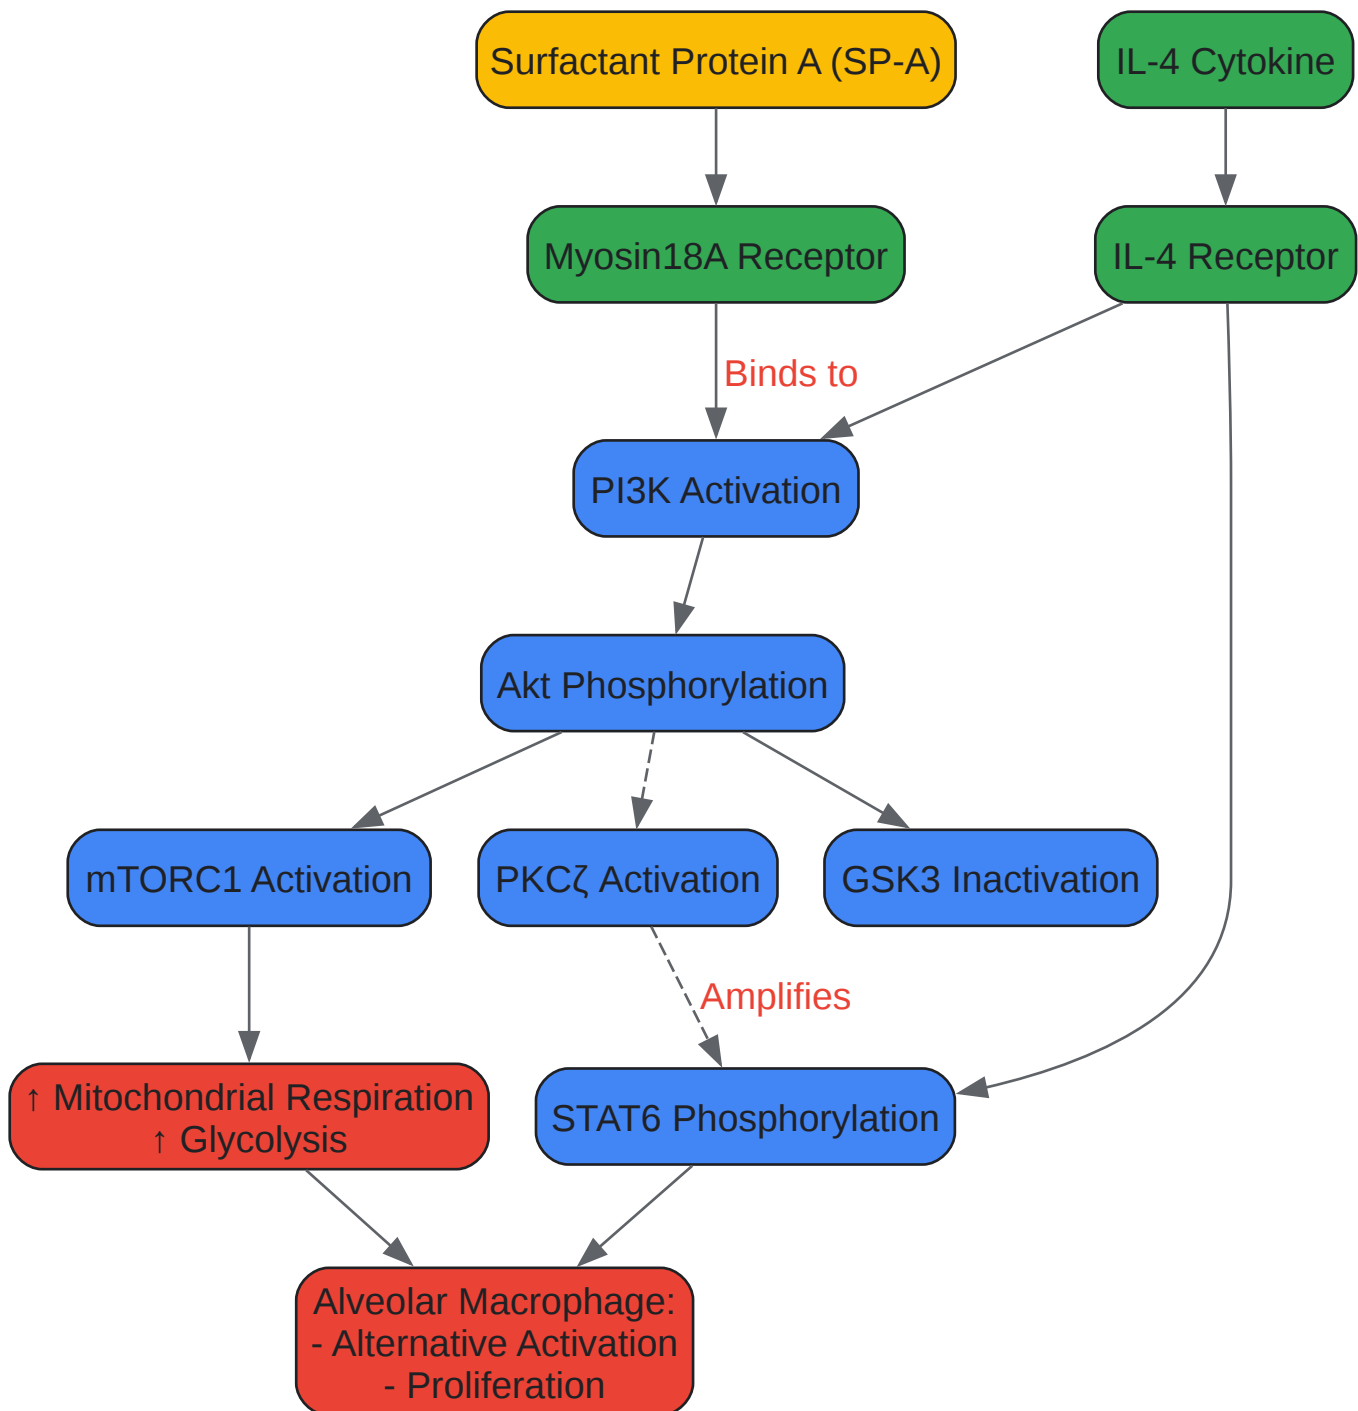 Surfactant Protein A (SP-A)
IL-4 Cytokine
Myosin18A Receptor
IL-4 Receptor
Binds to
PI3K Activation
Akt Phosphorylation
mTORC1 Activation
PKCζ Activation
GSK3 Inactivation
Amplifies
↑ Mitochondrial Respiration
↑ Glycolysis
STAT6 Phosphorylation
Alveolar Macrophage:
- Alternative Activation
- Proliferation